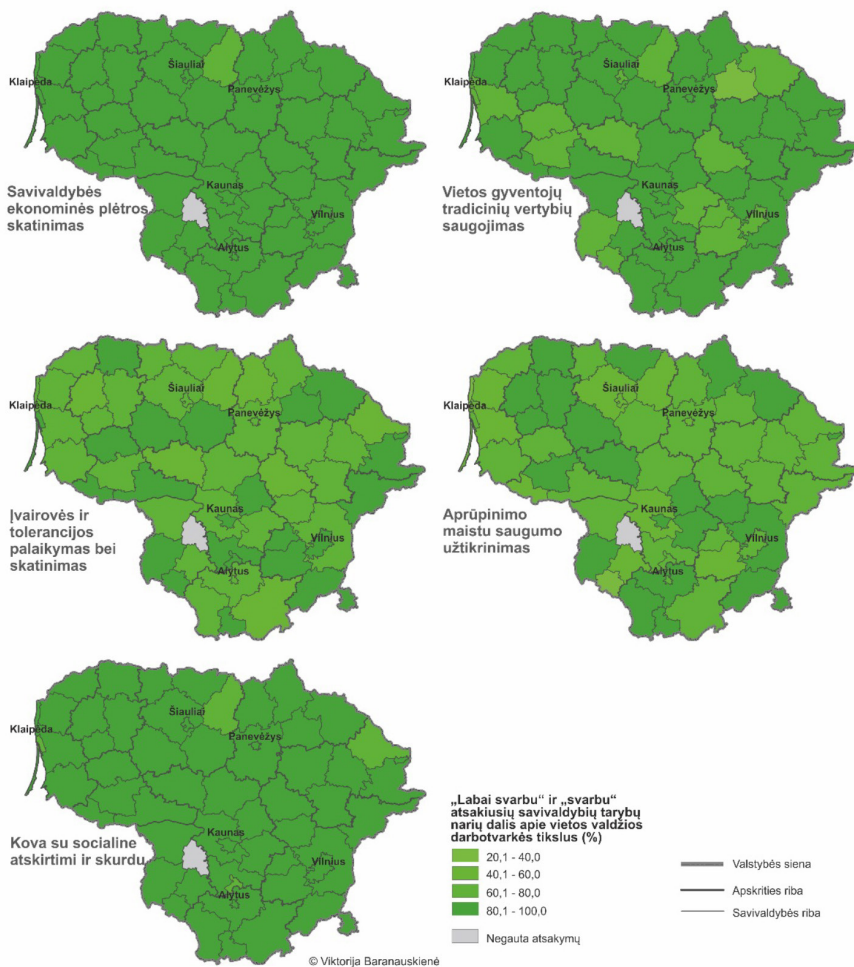 Klaipėda
Šiauliai
Panevėžys
Kaunas
Vilnius
Alytus
Savivaldybės
ekonominės plėtros
skatinimas
Klaipėda
Šiauliai
Panevėžys
Kaunas
Vilnius
Alytus
Vietos gyventojų
tradicinių vertybių
saugojimas
Klaipėda
Šiauliai
Panevėžys
Kaunas
Vilnius
Alytus
Įvairovės ir
tolerancijos
palaikymas bei
skatinimas
Klaipėda
Šiauliai
Panevėžys
Kaunas
Vilnius
Alytus
Aprūpinimo
maistu saugumo
užtikrinimas
Klaipėda
Šiauliai
Panevėžys
Kaunas
Vilnius
Alytus
Kova su socialine
atskirtimi ir skurdu
„Labai svarbu“ ir „svarbu“
atsakiusių savivaldybių tarybų
narių dalis apie vietos valdžios
darbotvarkės tikslus (%)
20,1 - 40,0
40,1 - 60,0
60,1 - 80,0
80,1 - 100,0
Negauta atsakymų
Valstybės siena
Apskrities riba
Savivaldybės riba
© Viktorija Baranauskienė